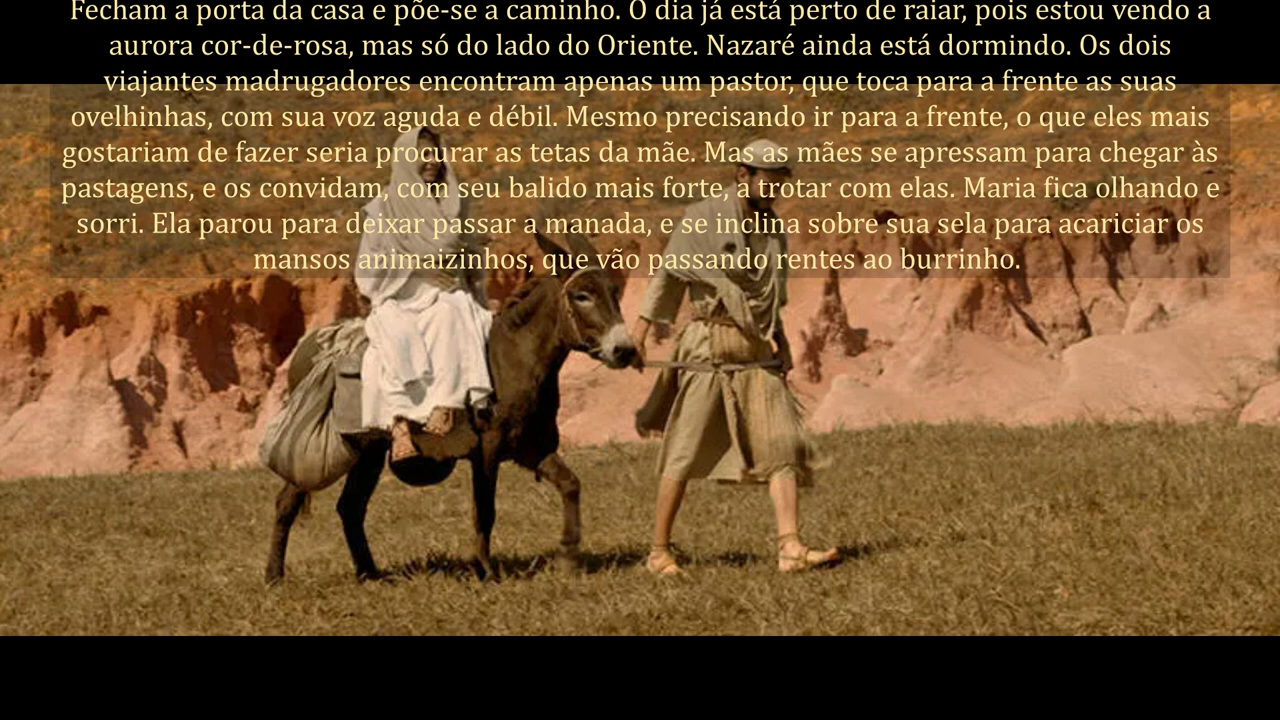 Fecham a porta da casa e põe-se a caminho. O dia já está perto de raiar, pois estou vendo a
aurora cor-de-rosa, mas só do lado do Oriente. Nazaré ainda está dormindo. Os dois
viajantes madrugadores encontram apenas um pastor, que toca para a frente as suas
ovelhinhas, com sua voz aguda e débil. Mesmo precisando ir para a frente, o que eles mais
gostariam de fazer seria procurar as tetas da mãe. Mas as mães se apressam para chegar às
pastagens, e os convidam, com seu balido mais forte, a trotar com elas. Maria fica olhando e
sorri. Ela parou para deixar passar a manada, e se inclina sobre sua sela para acariciar os
mansos animaizinhos, que vão passando rentes ao burrinho.